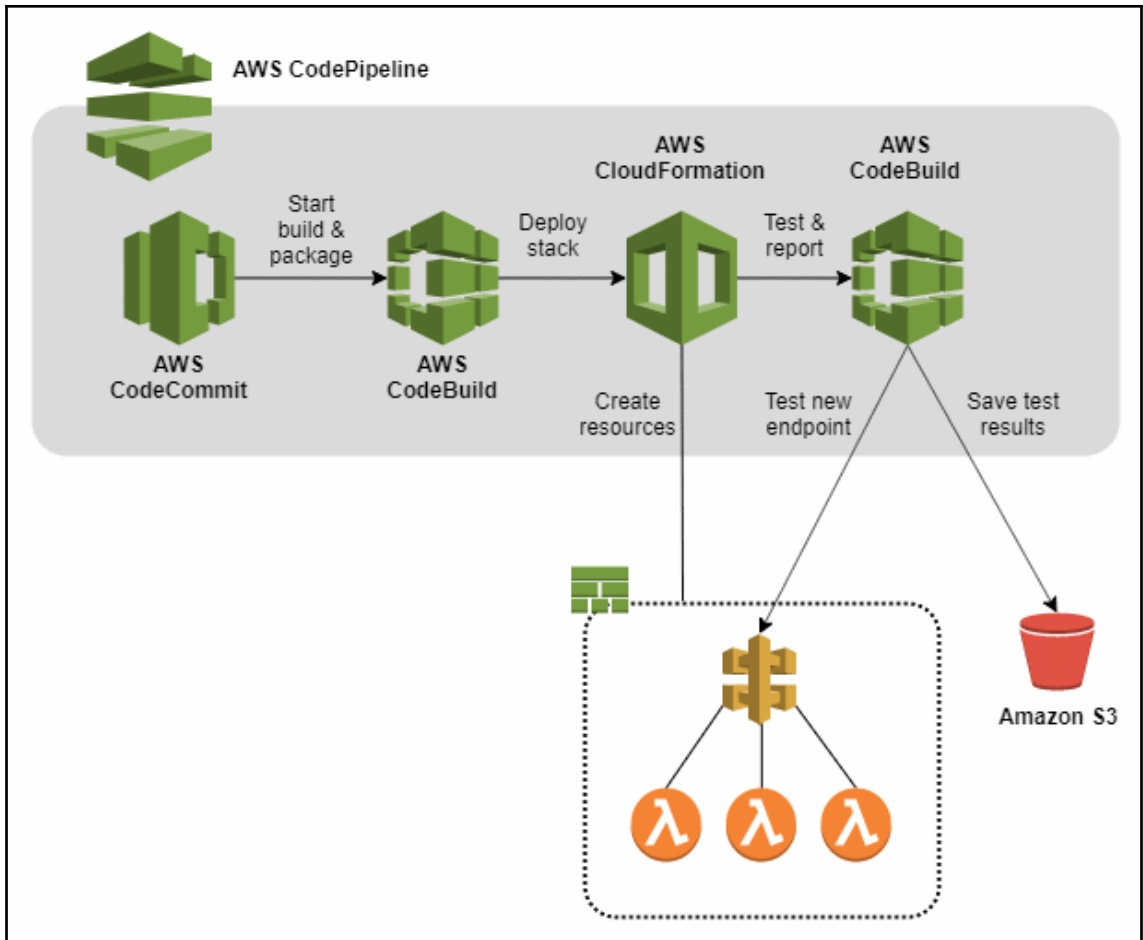 AWS CodePipeline
AWS
CloudFormation
AWS
CodeBuild
Start
build &
package
Deploy
stack
Test &
report
AWS
CodeCommit
AWS
CodeBuild
Create
resources
Test new
endpoint
Save test
results
Amazon S3
λ
λ
λ